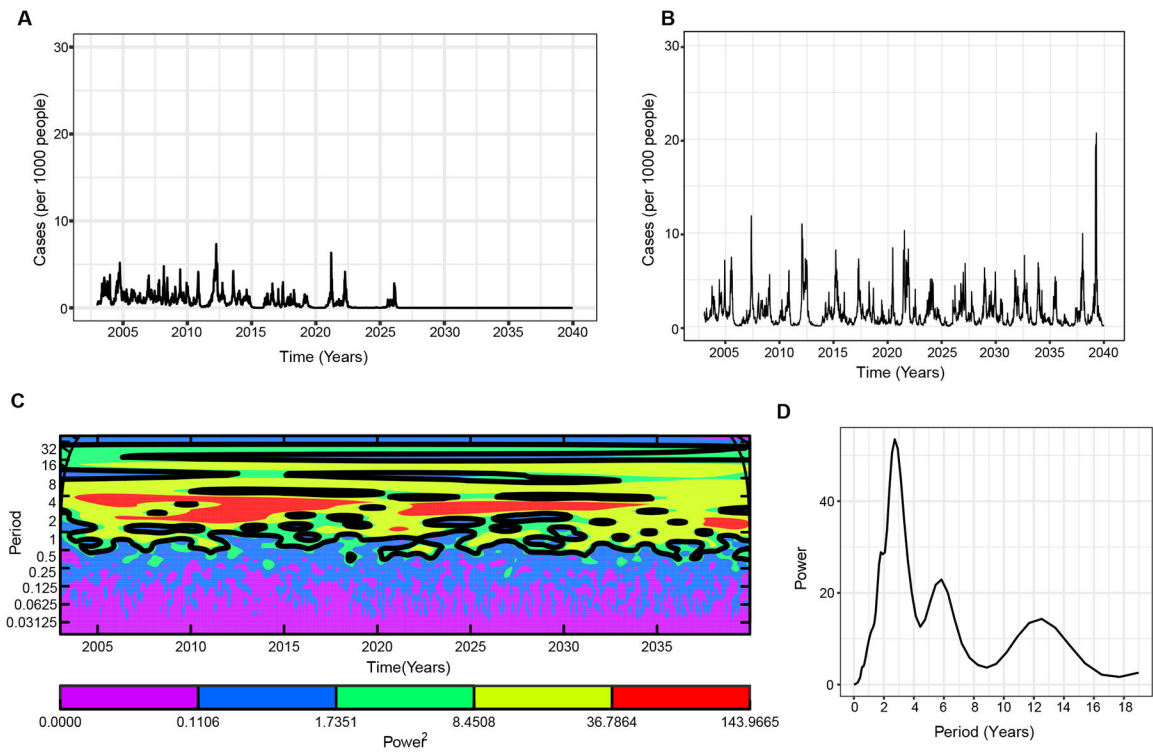 A
30
20
10
0
Cases (per 1000 people)
2005 2010 2015 2020 2025 2030 2035 2040
Time (Years)
B
30
20
10
0
Cases (per 1000 people)
2005 2010 2015 2020 2025 2030 2035 2040
Time (Years)
C
32
16
8
4
2
1
0.5
0.25
0.125
0.0625
0.03125
Period
2005 2010 2015 2020 2025 2030 2035
Time(Years)
0.0000 0.1106 1.7351 8.4508 36.7864 143.9665
Power2
D
40
20
0
Power
0 2 4 6 8 10 12 14 16 18
Period (Years)